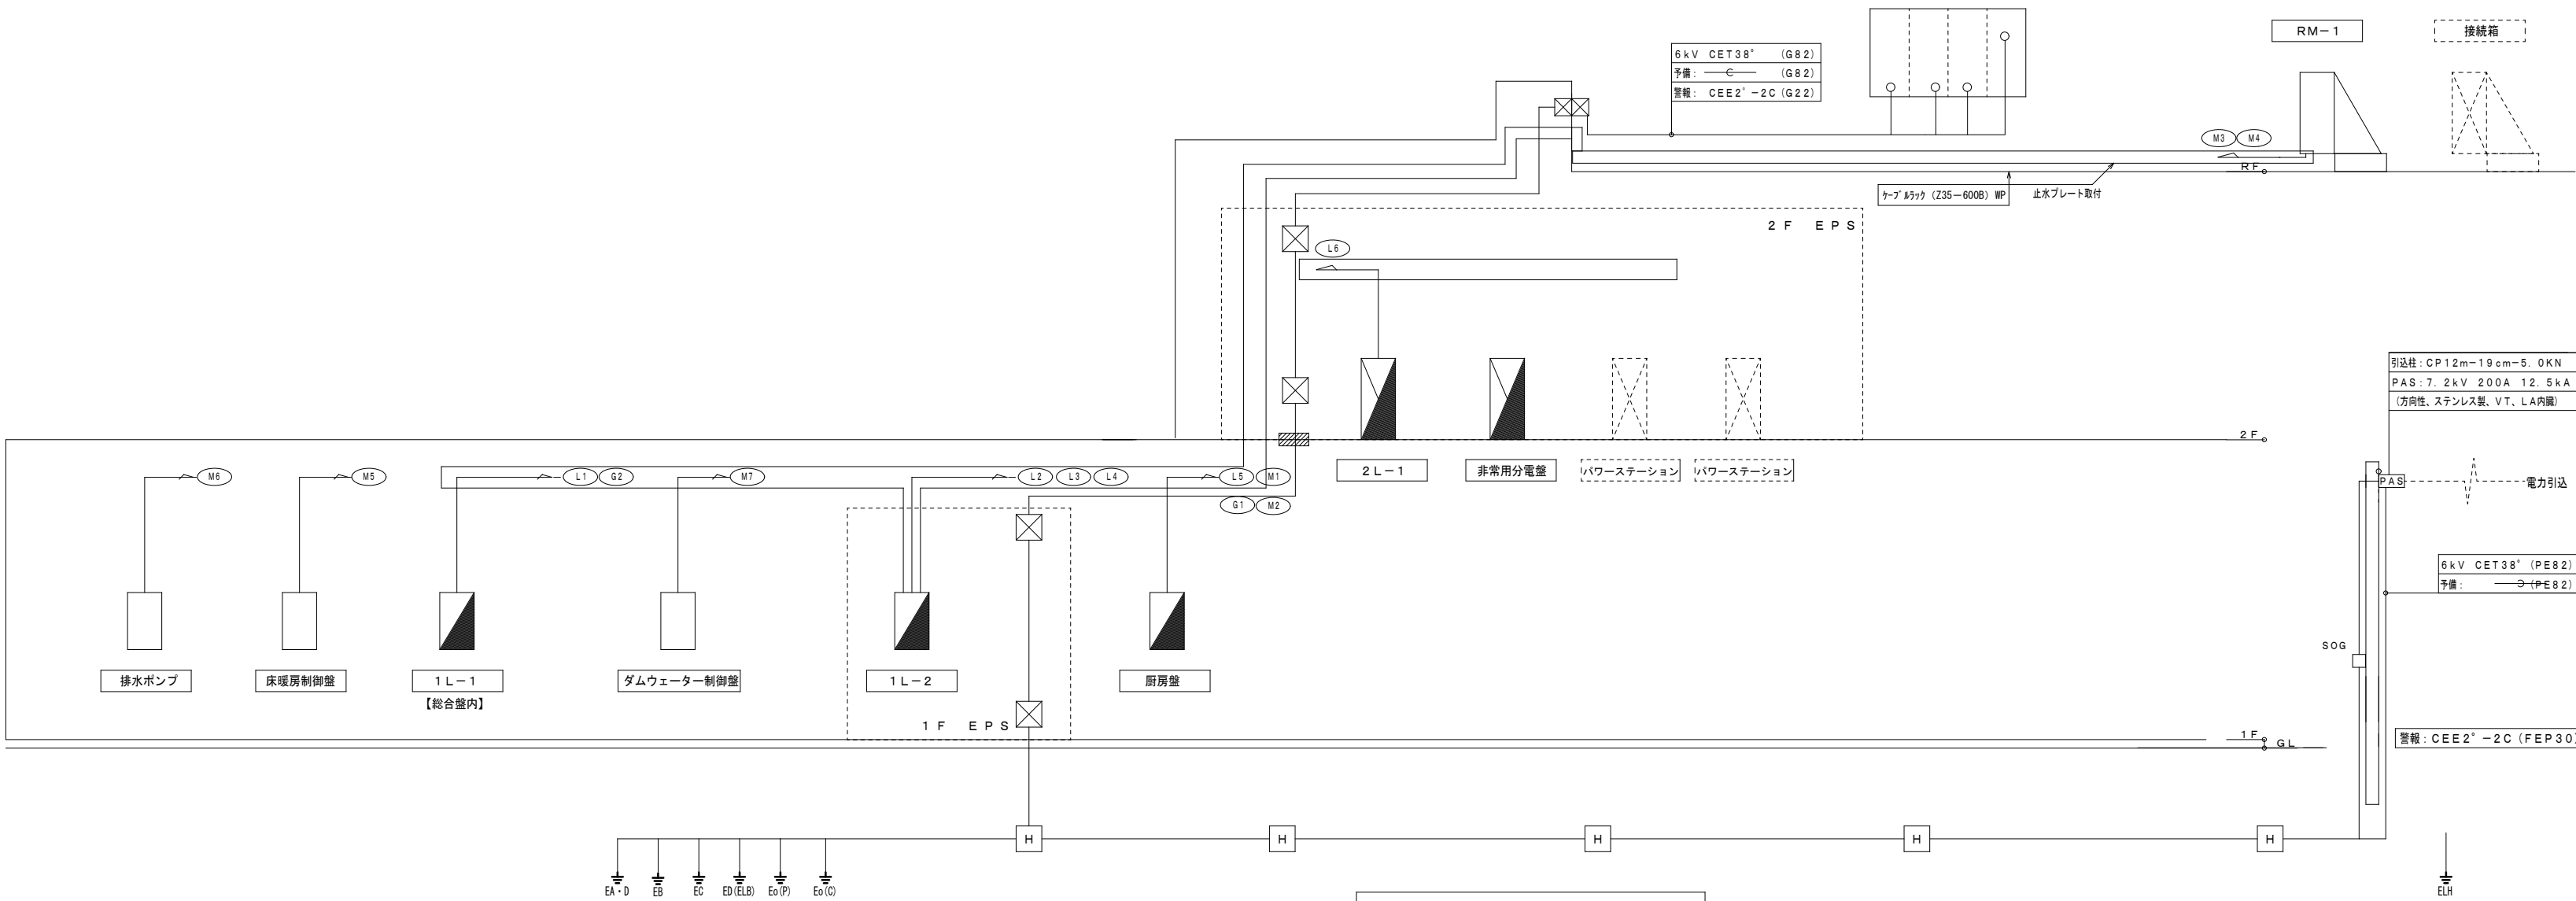 RM−1
接続箱
6kV CET38° (G82)
予備: (G82)
警報: CEE2°−2C (G22)
M3
M4
RF
ケーブルラック (Z35−600B) WP
止水プレート取付
2F EPS
L6
引込柱:CP12m−19cm−5.0KN
PAS:7.2kV 200A 12.5kA
(方向性、ステンレス製、VT、LA内臓)
2F
2L−1
非常用分電盤
パワーステーション
パワーステーション
M6
M5
L1
G2
M7
L2
L3
L4
L5
M1
G1
M2
PAS
電力引込
6kV CET38° (PE82)
予備: (PE82)
SOG
排水ポンプ
床暖房制御盤
1L−1
【総合盤内】
ダムウェーター制御盤
1L−2
厨房盤
1F EPS
1F
GL
警報:CEE2°−2C (FEP30)
H
H
H
H
H
EA・D
EB
EC
ED(ELB)
Eo(P)
Eo(C)
ELH